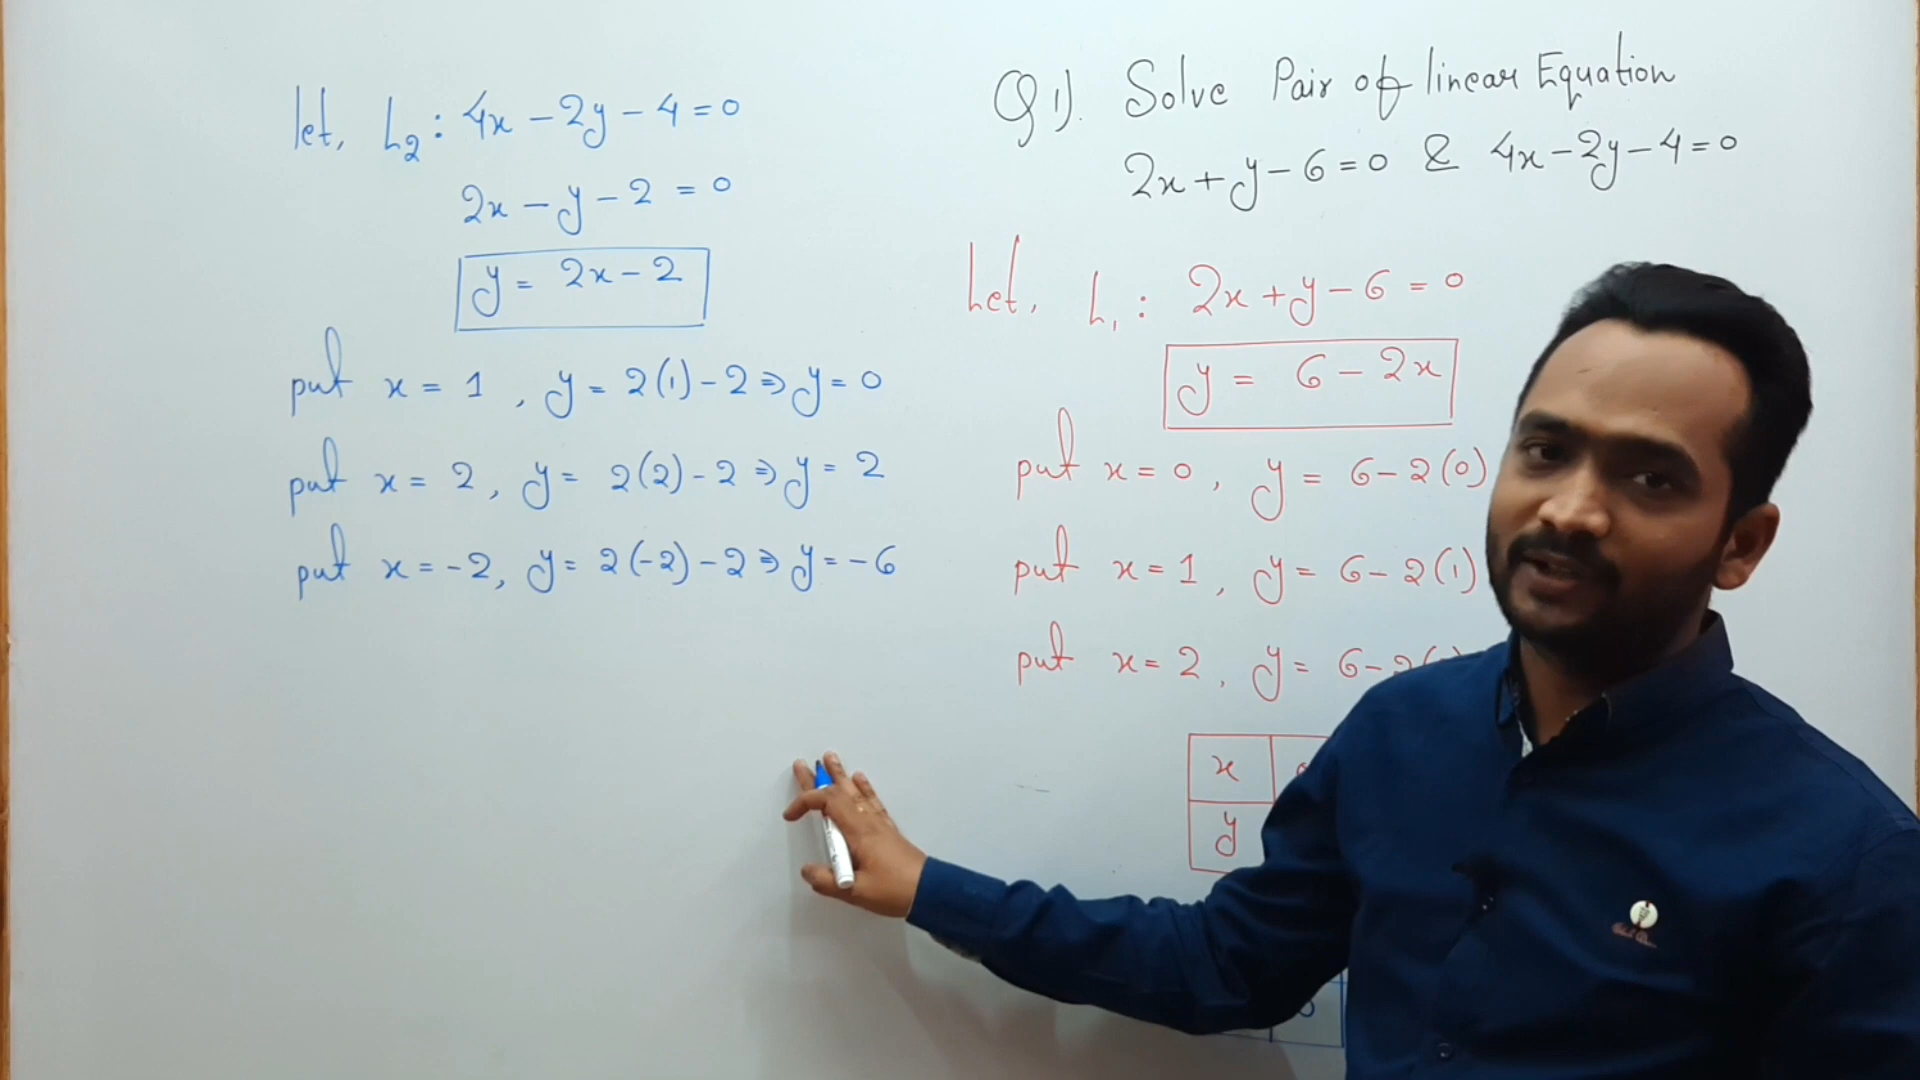 let, L₂ : 4x – 2y – 4 = 0
2x – y – 2 = 0
y = 2x – 2
put x = 1 , y = 2(1) – 2 ⇒ y = 0
put x = 2 , y = 2(2) – 2 ⇒ y = 2
put x = -2, y = 2(-2) – 2 ⇒ y = -6
Q1). Solve Pair of linear Equation
2x + y – 6 = 0 & 4x – 2y – 4 = 0
Let, L₁ : 2x + y – 6 = 0
y = 6 – 2x
put x = 0 , y = 6 – 2(0)
put x = 1 , y = 6 – 2(1)
put x = 2 , y = 6 – 2(
x
y